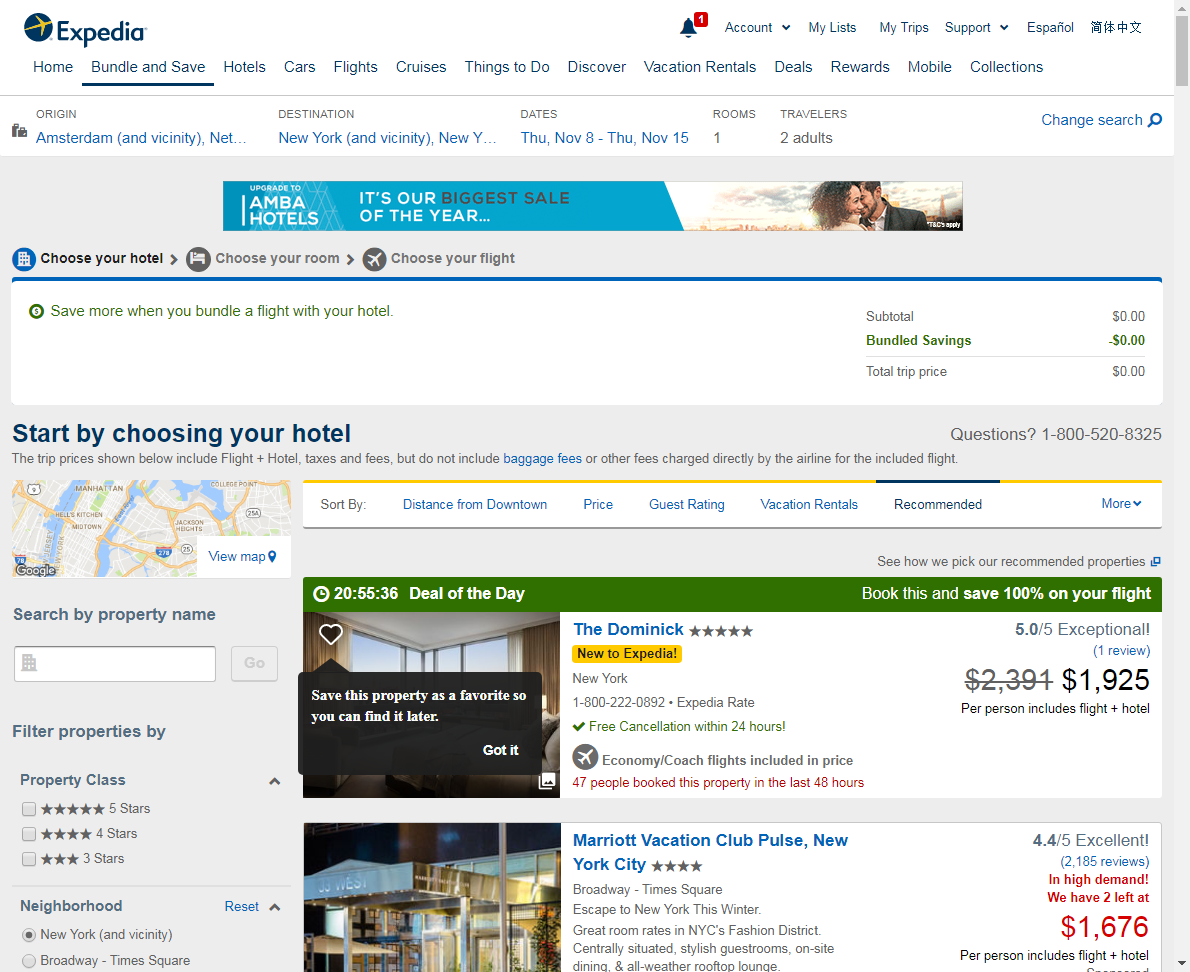 Expedia
1
Account
My Lists
My Trips
Support
Español
简体中文
Home
Bundle and Save
Hotels
Cars
Flights
Cruises
Things to Do
Discover
Vacation Rentals
Deals
Rewards
Mobile
Collections
ORIGIN
Amsterdam (and vicinity), Net…
DESTINATION
New York (and vicinity), New Y…
DATES
Thu, Nov 8 - Thu, Nov 15
ROOMS
1
TRAVELERS
2 adults
Change search
UPGRADE TO
AMBA
HOTELS
IT'S OUR BIGGEST SALE
OF THE YEAR...
*T&C's apply
Choose your hotel
Choose your room
Choose your flight
Save more when you bundle a flight with your hotel.
Subtotal $0.00
Bundled Savings -$0.00
Total trip price $0.00
Start by choosing your hotel
Questions? 1-800-520-8325
The trip prices shown below include Flight + Hotel, taxes and fees, but do not include baggage fees or other fees charged directly by the airline for the included flight.
MANHATTAN
COLLEGE POINT
9
HELL'S KITCHEN
25A
MIDTOWN
JACKSON
HEIGHTS
278
25
78
Google
View map
Sort By:
Distance from Downtown
Price
Guest Rating
Vacation Rentals
Recommended
More
See how we pick our recommended properties
Search by property name
Go
Filter properties by
Property Class
5 Stars
4 Stars
3 Stars
Neighborhood
Reset
New York (and vicinity)
Broadway - Times Square
20:55:36 Deal of the Day
Book this and save 100% on your flight
Save this property as a favorite so
you can find it later.
Got it
The Dominick
New to Expedia!
New York
1-800-222-0892 • Expedia Rate
Free Cancellation within 24 hours!
Economy/Coach flights included in price
47 people booked this property in the last 48 hours
5.0/5 Exceptional!
(1 review)
$2,391 $1,925
Per person includes flight + hotel
33 WEST
MARRIOTT VACATION CLUB
Marriott Vacation Club Pulse, New
York City
Broadway - Times Square
Escape to New York This Winter.
Great room rates in NYC's Fashion District.
Centrally situated, stylish guestrooms, on-site
dining, & all-weather rooftop lounge.
4.4/5 Excellent!
(2,185 reviews)
In high demand!
We have 2 left at
$1,676
Per person includes flight + hotel
Sponsored